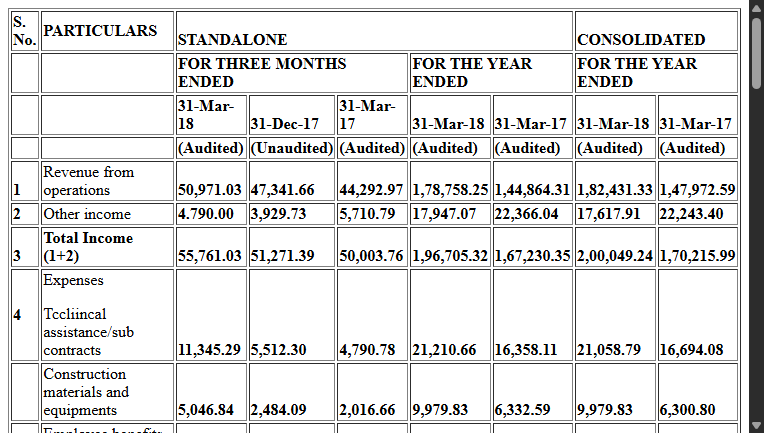 S. No. PARTICULARS STANDALONE CONSOLIDATED
FOR THREE MONTHS ENDED FOR THE YEAR ENDED FOR THE YEAR ENDED
31-Mar-18 31-Dec-17 31-Mar-17 31-Mar-18 31-Mar-17 31-Mar-18 31-Mar-17
(Audited) (Unaudited) (Audited) (Audited) (Audited) (Audited) (Audited)
1 Revenue from operations 50,971.03 47,341.66 44,292.97 1,78,758.25 1,44,864.31 1,82,431.33 1,47,972.59
2 Other income 4.790.00 3,929.73 5,710.79 17,947.07 22,366.04 17,617.91 22,243.40
3 Total Income (1+2) 55,761.03 51,271.39 50,003.76 1,96,705.32 1,67,230.35 2,00,049.24 1,70,215.99
4 Expenses
Tccliincal assistance/sub contracts 11,345.29 5,512.30 4,790.78 21,210.66 16,358.11 21,058.79 16,694.08
Construction materials and equipments 5,046.84 2,484.09 2,016.66 9,979.83 6,332.59 9,979.83 6,300.80